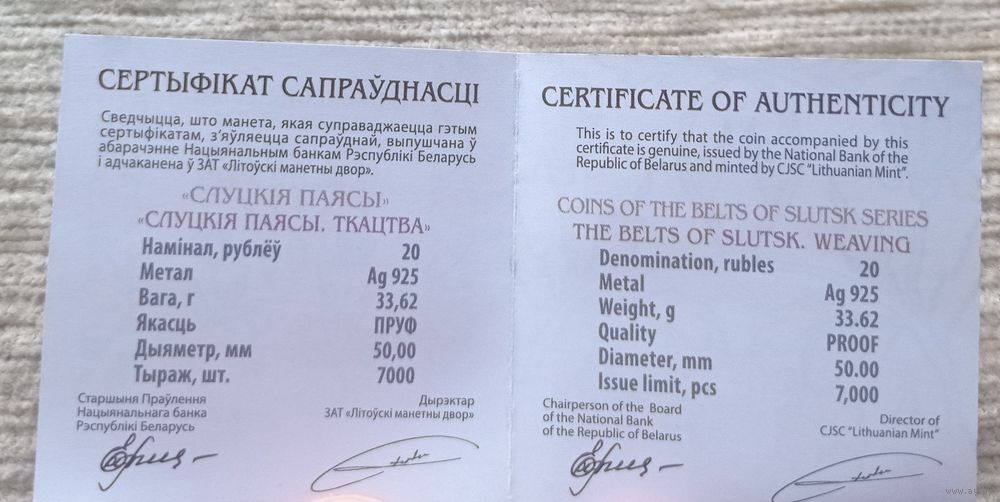 СЕРТЫФІКАТ САПРАЎДНАСЦІ
Сведчыцца, што манета, якая суправаджаецца гэтым
сертыфікатам, з'яўляецца сапраўднай, выпушчана ў
абарачэнне Нацыянальным банкам Рэспублікі Беларусь
і адчаканена ў ЗАТ «Літоўскі манетны двор».
«СЛУЦКІЯ ПАЯСЫ»
«СЛУЦКІЯ ПАЯСЫ. ТКАЦТВА»
Намінал, рублёў 20
Метал Ag 925
Вага, г 33,62
Якасць ПРУФ
Дыяметр, мм 50,00
Тыраж, шт. 7000
Старшыня Праўлення
Нацыянальнага банка
Рэспублікі Беларусь
Дырэктар
ЗАТ «Літоўскі манетны двор»
CERTIFICATE OF AUTHENTICITY
This is to certify that the coin accompanied by this
certificate is genuine, issued by the National Bank of the
Republic of Belarus and minted by CJSC "Lithuanian Mint".
COINS OF THE BELTS OF SLUTSK SERIES
THE BELTS OF SLUTSK. WEAVING
Denomination, rubles 20
Metal Ag 925
Weight, g 33.62
Quality PROOF
Diameter, mm 50.00
Issue limit, pcs 7,000
Chairperson of the Board
of the National Bank
of the Republic of Belarus
Director of
CJSC "Lithuanian Mint"